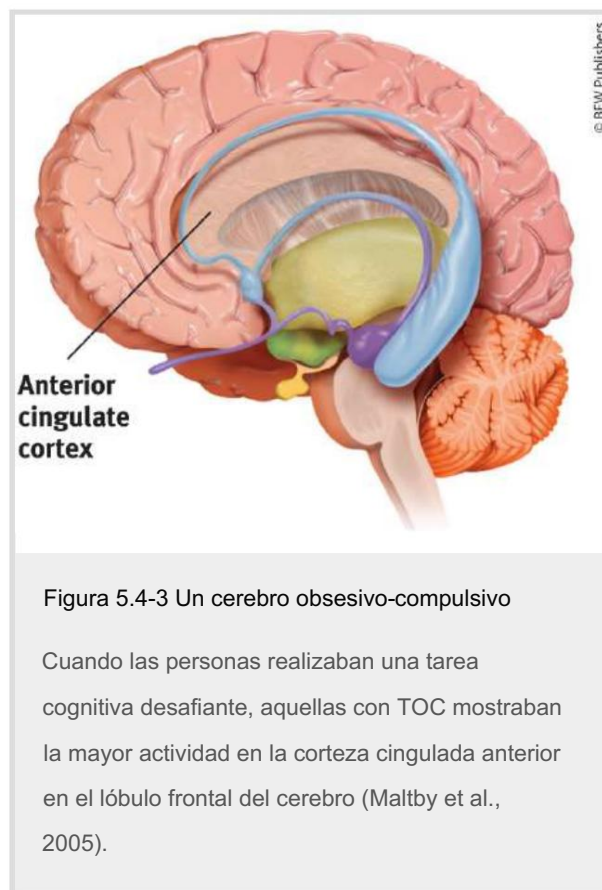 © BFW Publishers
Anterior
cingulate
cortex
Figura 5.4-3 Un cerebro obsesivo-compulsivo
Cuando las personas realizaban una tarea
cognitiva desafiante, aquellas con TOC mostraban
la mayor actividad en la corteza cingulada anterior
en el lóbulo frontal del cerebro (Maltby et al.,
2005).